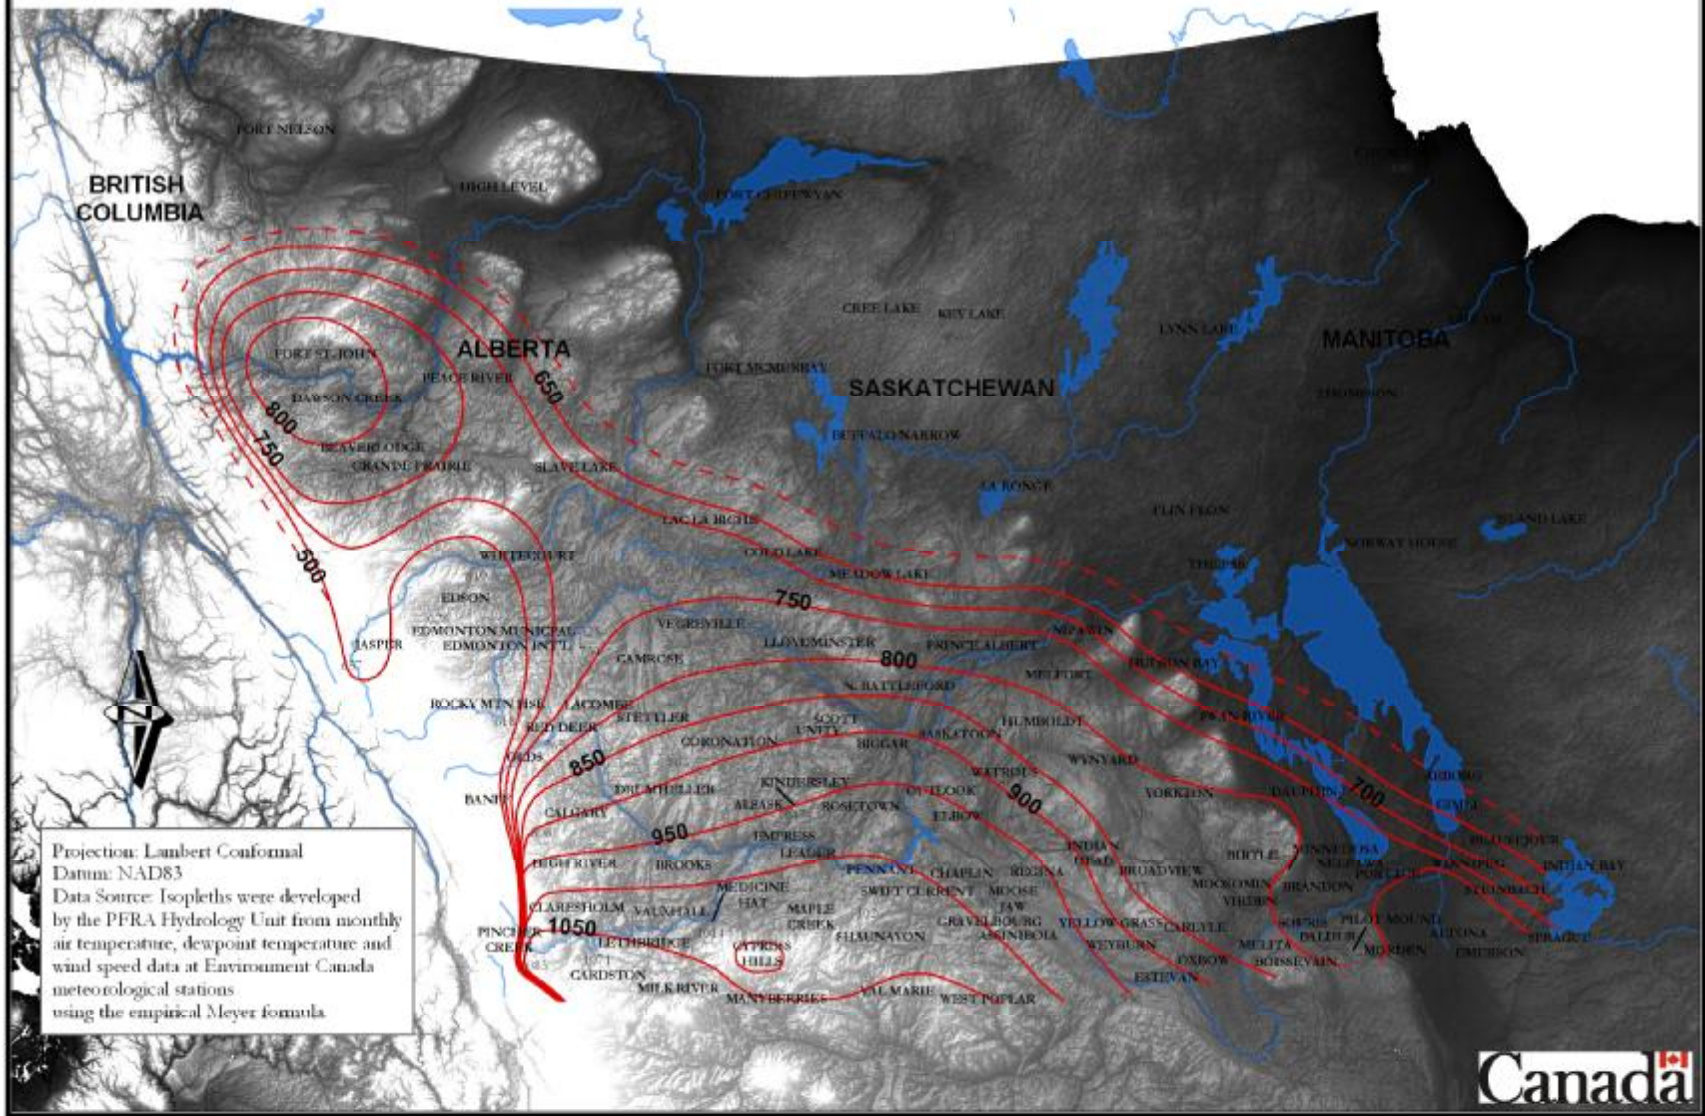 FORT NELSON
HIGH LEVEL
FORT CHIPEWYAN
BRITISH
COLUMBIA
CREE LAKE
KEY LAKE
LYNN LAKE
MANITOBA
FORT ST. JOHN
ALBERTA
PEACE RIVER
650
FORT MCMURRAY
SASKATCHEWAN
THOMPSON
DAWSON CREEK
800
750
BEAVERLODGE
GRANDE PRAIRIE
SLAVE LAKE
BUFFALO NARROW
LA RONGE
FLIN FLON
ISLAND LAKE
LAC LA BICHE
NORWAY HOUSE
500
WHITECOURT
COLD LAKE
MEADOW LAKE
THE PAS
EDSON
750
VEGREVILLE
EDMONTON MUNICPAL
EDMONTON INT'L
LLOYDMINSTER
PRINCE ALBERT
NIPAWIN
JASPER
CAMROSE
800
MELFORT
HUDSON BAY
N. BATTLEFORD
ROCKY MTN HSE
LACOMBE
RED DEER
STETTLER
SCOTT
UNITY
HUMBOLDT
SWAN RIVER
CORONATION
BIGGAR
SASKATOON
OLDS
850
WATROUS
WYNYARD
KINDERSLEY
DRUMHELLER
OUTLOOK
YORKTON
DAUPHIN
700
GIMLI
BANFF
ALSASK
ROSETOWN
900
CALGARY
ELBOW
950
EMPRESS
LEADER
INDIAN
HEAD
MINNEDOSA
BEAUSEJOUR
HIGH RIVER
BROOKS
PENNANT
CHAPLIN
REGINA
BROADVIEW
BIRTLE
NEEPAWA
PORTAGE
WINNIPEG
INDIAN BAY
MEDICINE
HAT
SWIFT CURRENT
MOOSE
JAW
MOOSOMIN
VIRDEN
BRANDON
STEINBACH
CLARESHOLM
VAUXHALL
MAPLE
CREEK
GRAVELBOURG
ASSINIBOIA
YELLOW GRASS
CARLYLE
SOURIS
PILOT MOUND
BALDUR
ALTONA
SPRAGUE
PINCHER
CREEK
1050
LETHBRIDGE
CYPRESS
HILLS
SHAUNAVON
WEYBURN
MELITA
MORDEN
EMERSON
CARDSTON
MILK RIVER
MANYBERRIES
VAL MARIE
WEST POPLAR
ESTEVAN
OXBOW
BOISSEVAIN
Projection: Lambert Conformal
Datum: NAD83
Data Source: Isopleths were developed
by the PFRA Hydrology Unit from monthly
air temperature, dewpoint temperature and
wind speed data at Environment Canada
meteorological stations
using the empirical Meyer formula
Canada